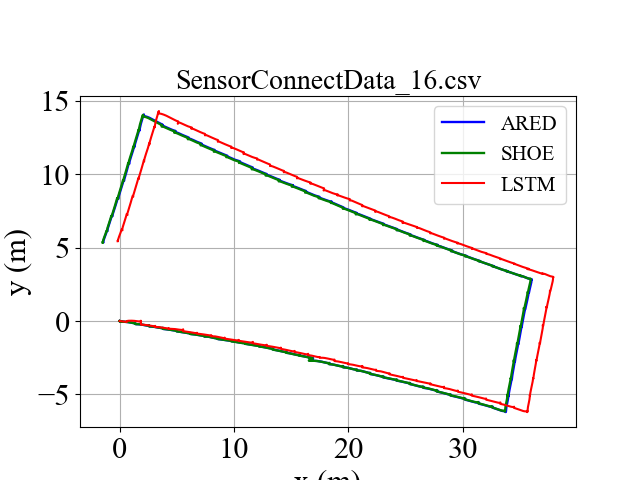 SensorConnectData_16.csv
ARED
SHOE
LSTM
y (m)
15
10
5
0
−5
0 10 20 30
x (m)